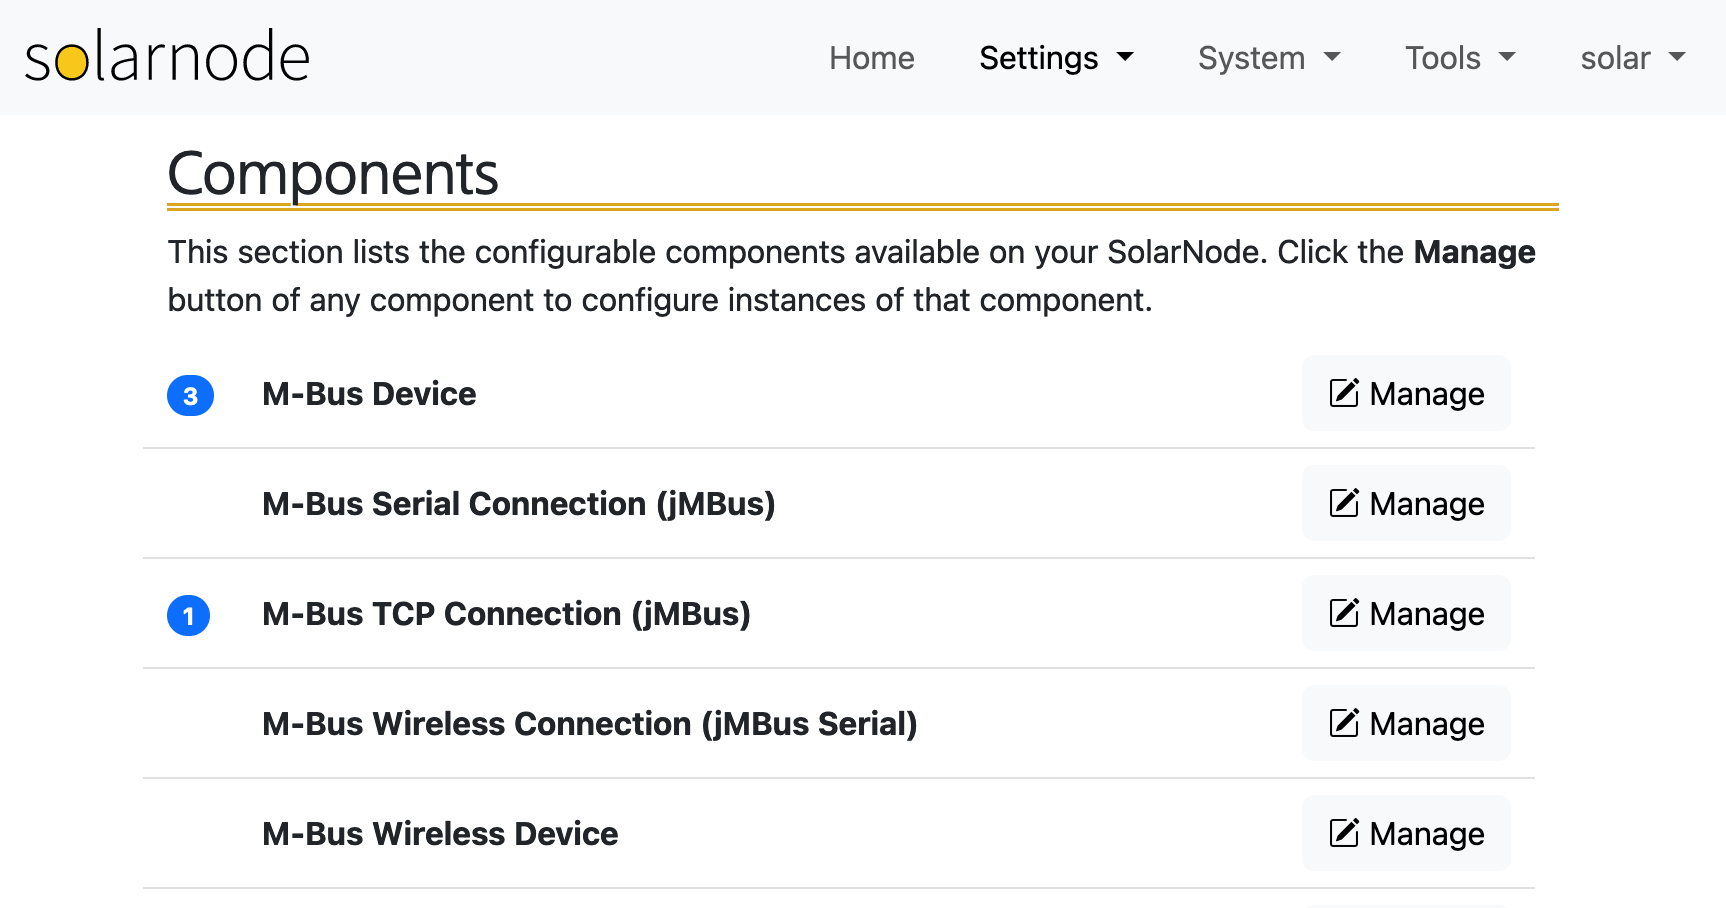 solarnode
Home Settings System Tools solar
Components
This section lists the configurable components available on your SolarNode. Click the Manage
button of any component to configure instances of that component.
3 M-Bus Device Manage
M-Bus Serial Connection (jMBus) Manage
1 M-Bus TCP Connection (jMBus) Manage
M-Bus Wireless Connection (jMBus Serial) Manage
M-Bus Wireless Device Manage